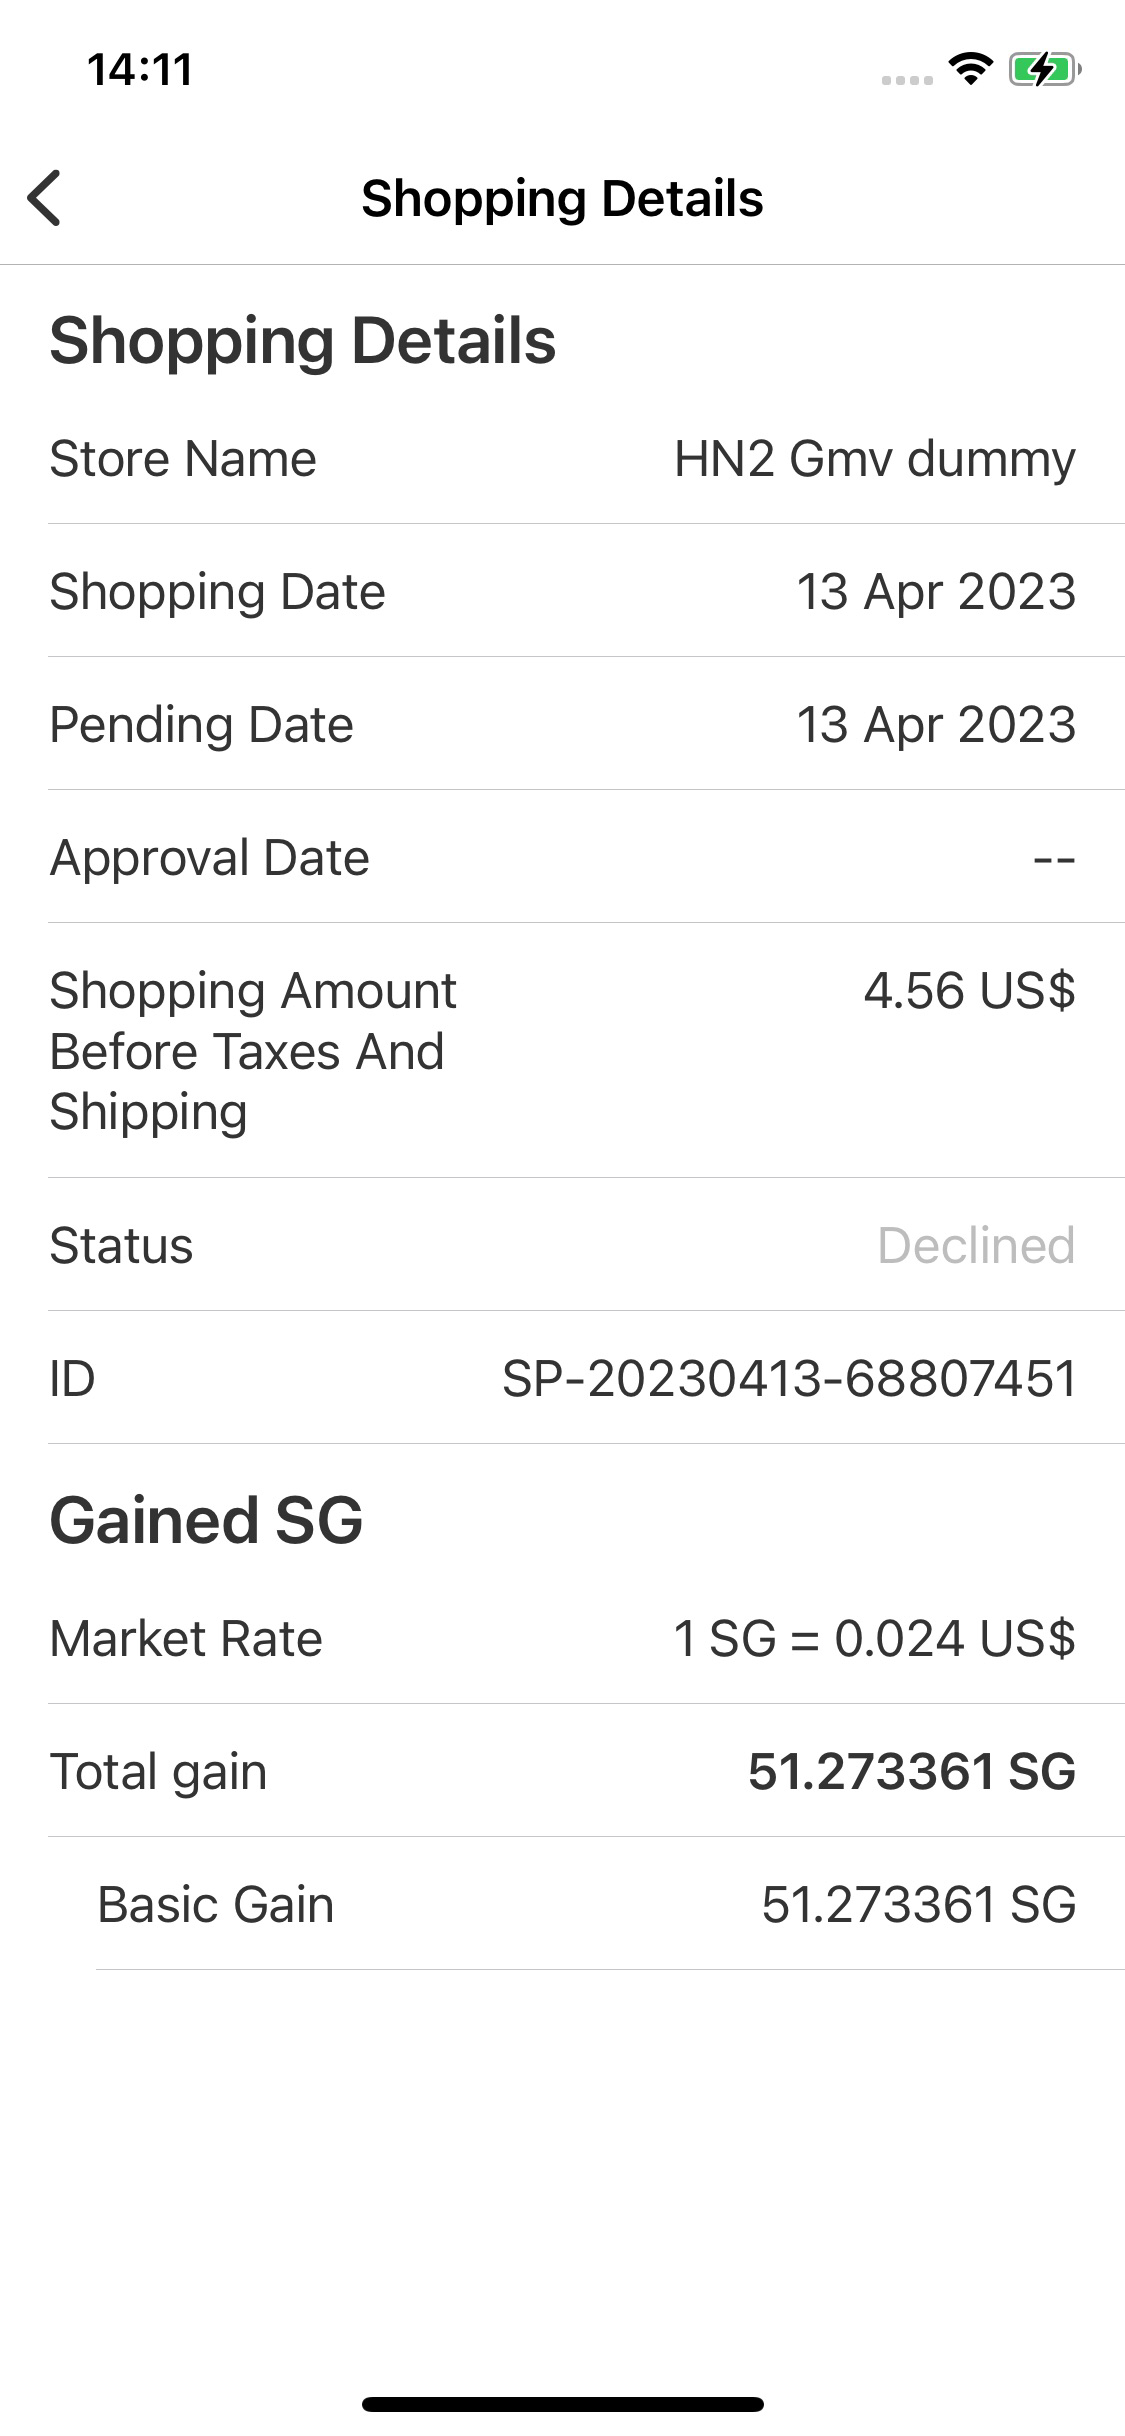 14:11
Shopping Details
Shopping Details
Store Name HN2 Gmv dummy
Shopping Date 13 Apr 2023
Pending Date 13 Apr 2023
Approval Date --
Shopping Amount 4.56 US$
Before Taxes And
Shipping
Status Declined
ID SP-20230413-68807451
Gained SG
Market Rate 1 SG = 0.024 US$
Total gain 51.273361 SG
Basic Gain 51.273361 SG